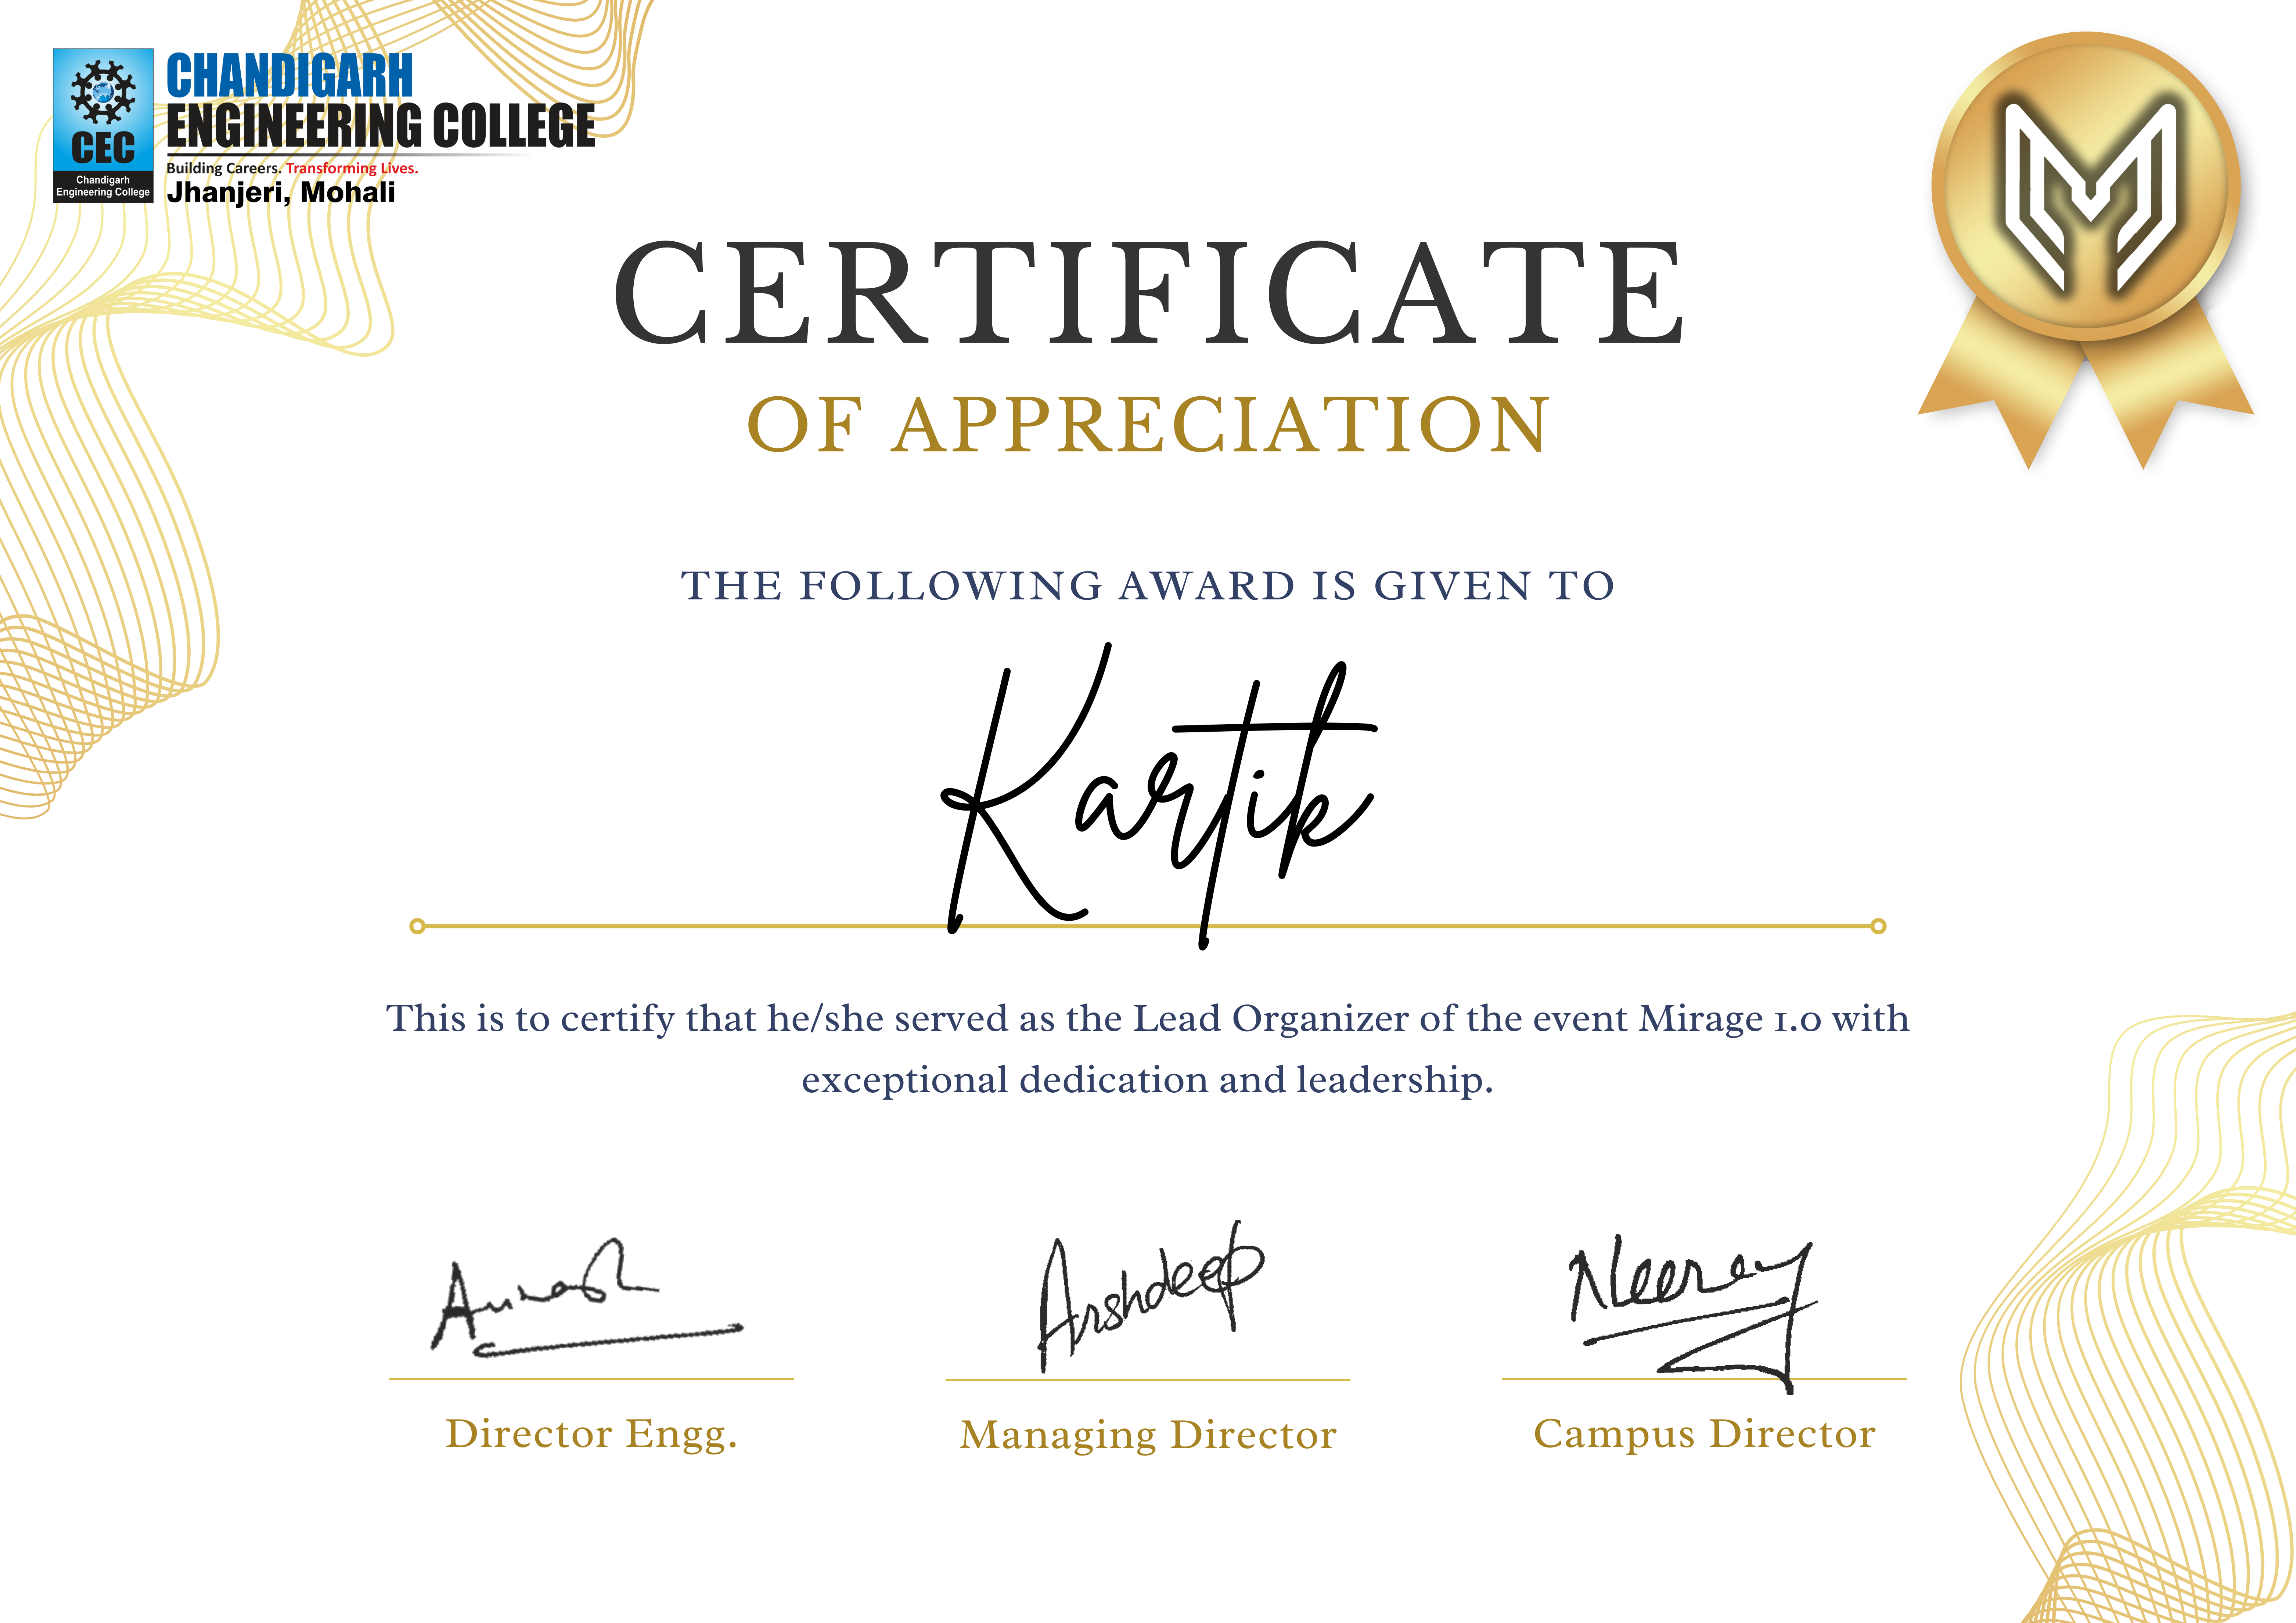 CEC
Chandigarh
Engineering College
CHANDIGARH
ENGINEERING COLLEGE
Building Careers. Transforming Lives.
Jhanjeri, Mohali
M
CERTIFICATE
OF APPRECIATION
THE FOLLOWING AWARD IS GIVEN TO
Kartik
This is to certify that he/she served as the Lead Organizer of the event Mirage 1.0 with
exceptional dedication and leadership.
Arshdeep
Neeraj
Director Engg.
Managing Director
Campus Director